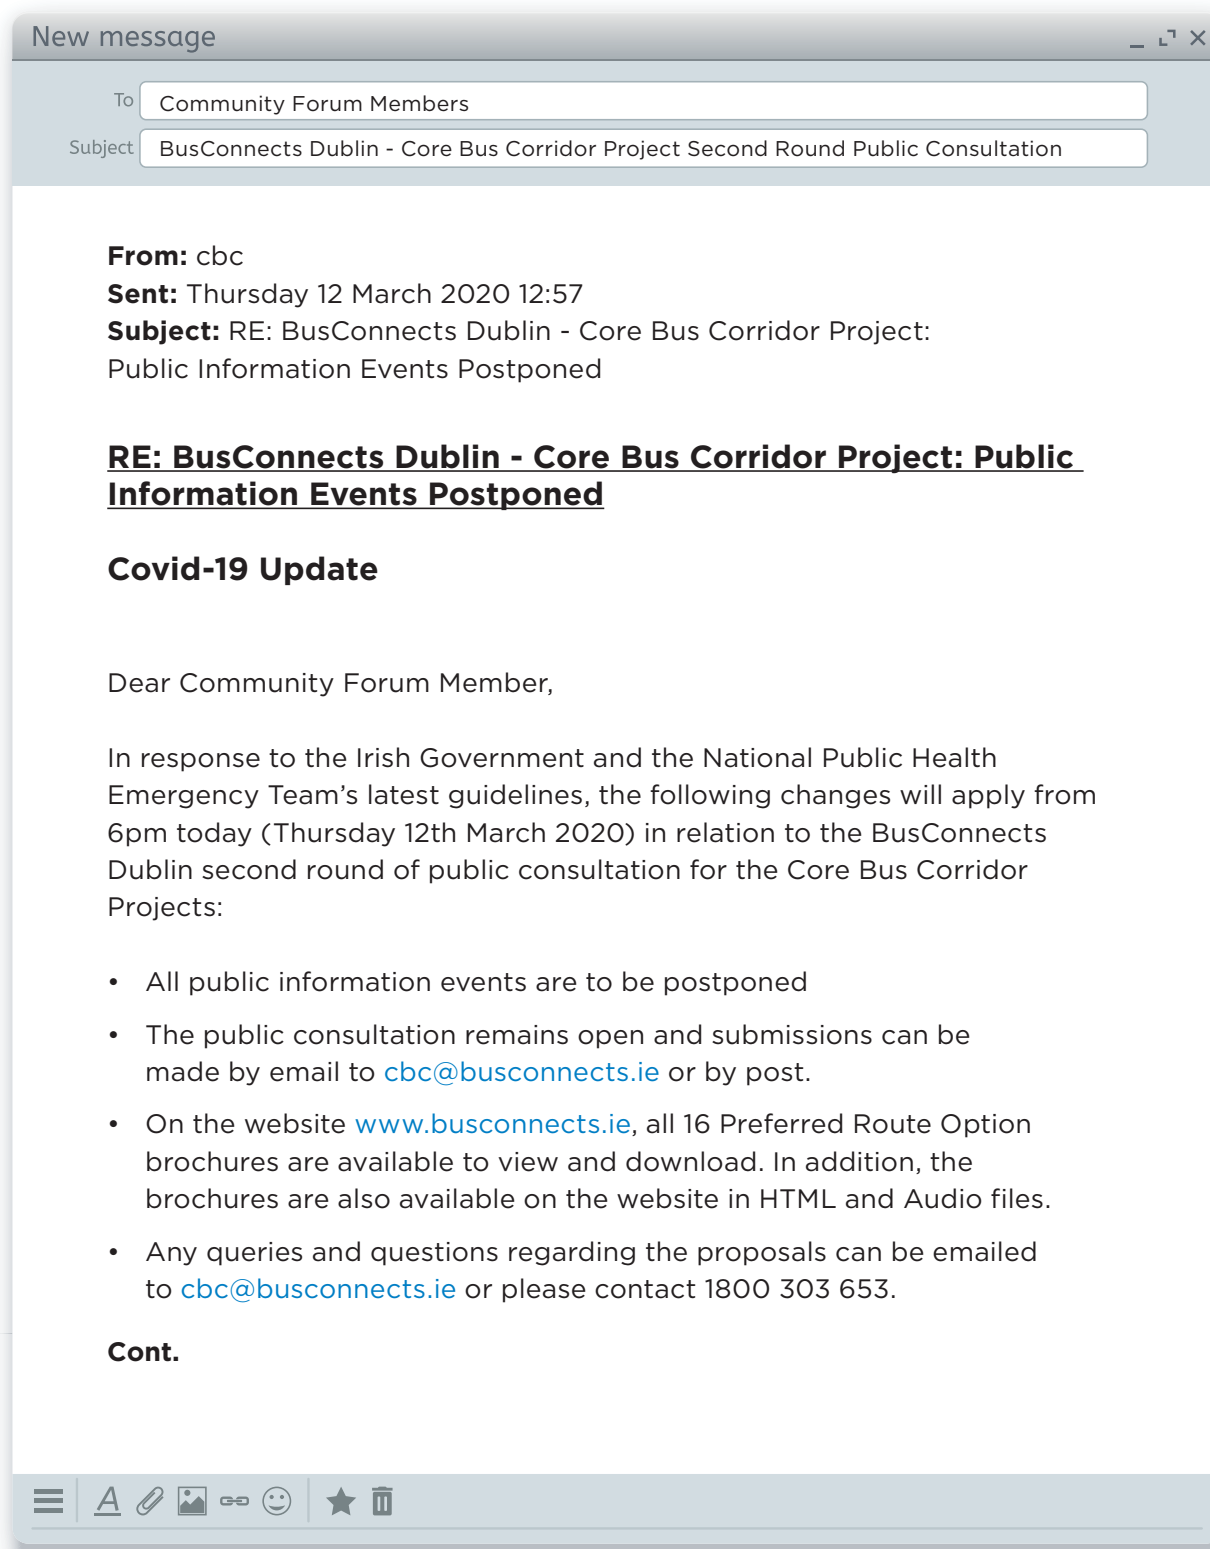 New message
To
Community Forum Members
Subject
BusConnects Dublin - Core Bus Corridor Project Second Round Public Consultation
From: cbc
Sent: Thursday 12 March 2020 12:57
Subject: RE: BusConnects Dublin - Core Bus Corridor Project:
Public Information Events Postponed
RE: BusConnects Dublin - Core Bus Corridor Project: Public
Information Events Postponed
Covid-19 Update
Dear Community Forum Member,
In response to the Irish Government and the National Public Health
Emergency Team’s latest guidelines, the following changes will apply from
6pm today (Thursday 12th March 2020) in relation to the BusConnects
Dublin second round of public consultation for the Core Bus Corridor
Projects:
• All public information events are to be postponed
• The public consultation remains open and submissions can be
made by email to cbc@busconnects.ie or by post.
• On the website www.busconnects.ie, all 16 Preferred Route Option
brochures are available to view and download. In addition, the
brochures are also available on the website in HTML and Audio files.
• Any queries and questions regarding the proposals can be emailed
to cbc@busconnects.ie or please contact 1800 303 653.
Cont.
A